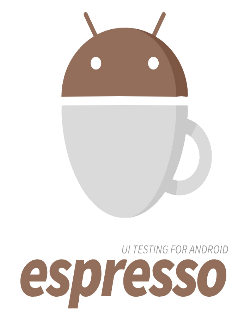 UI TESTING FOR ANDROID
espresso